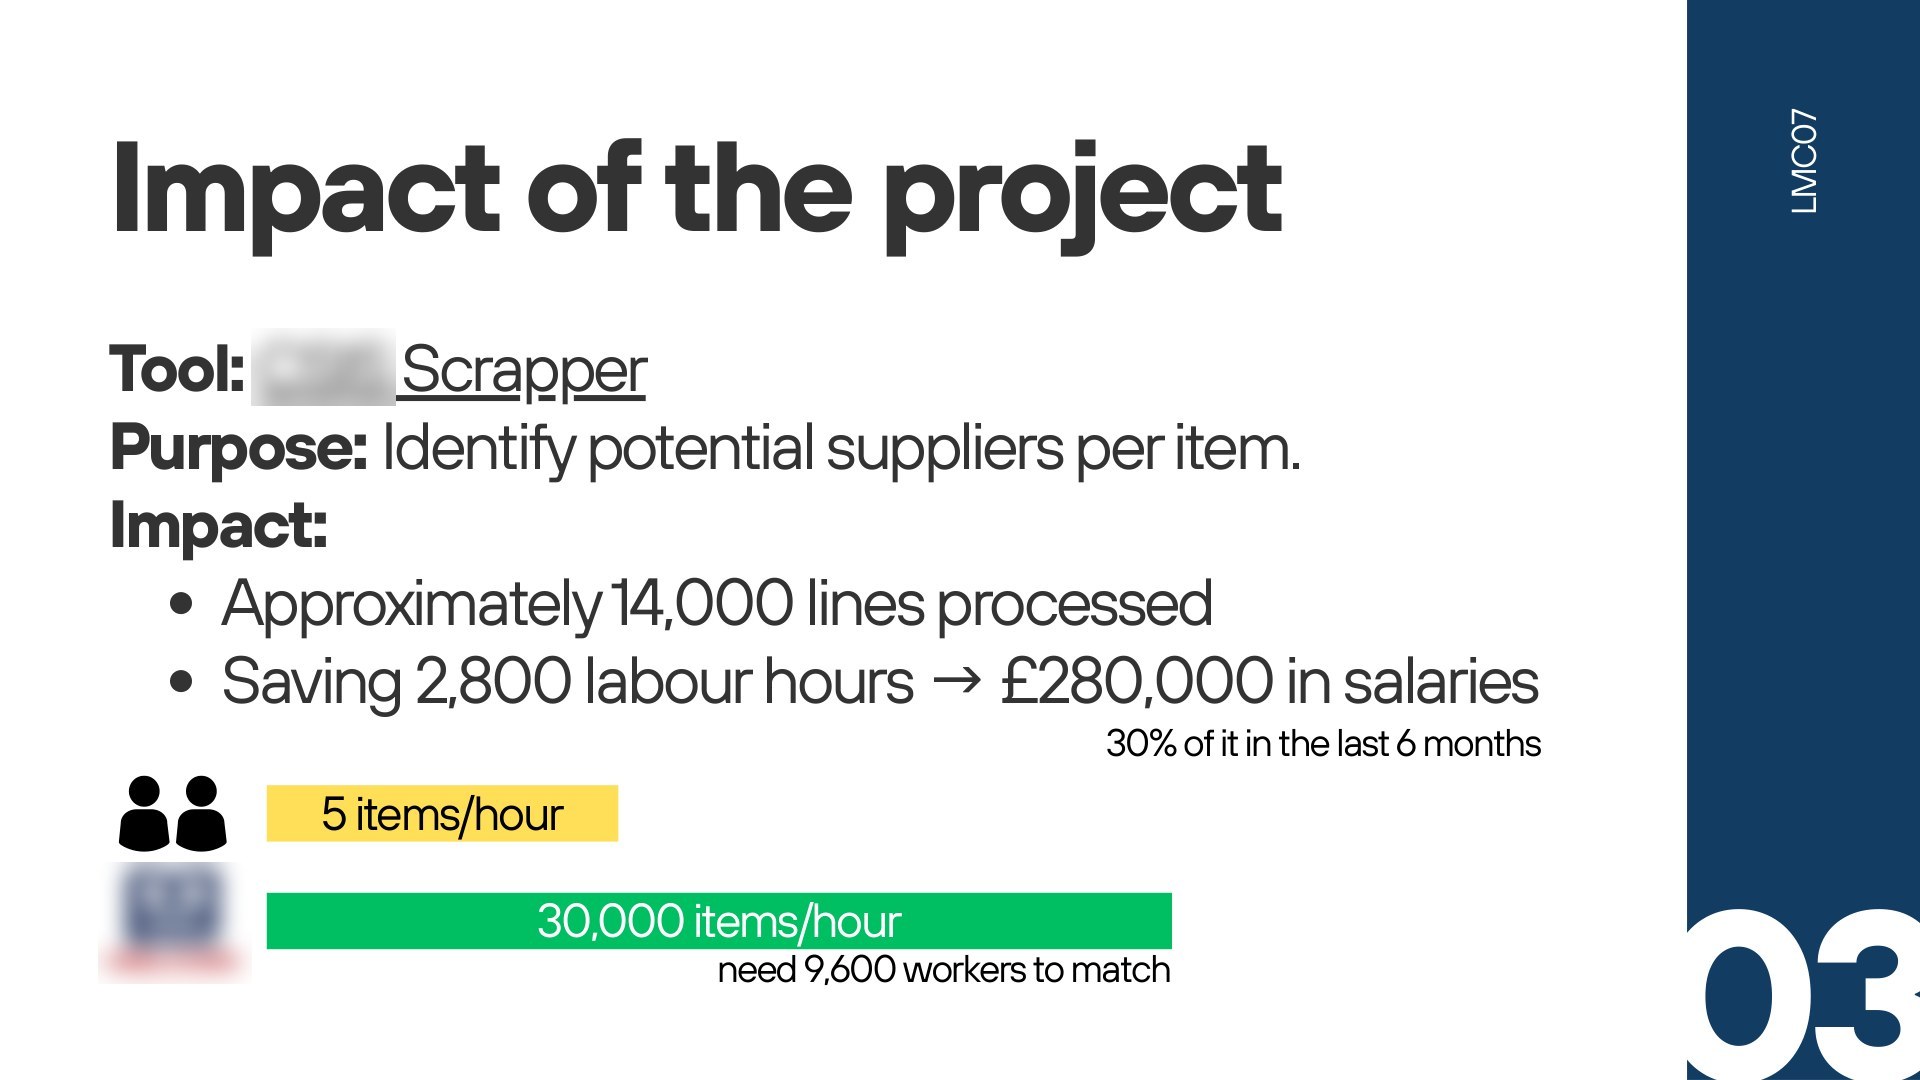 LMC07
Impact of the project
Tool: Scrapper
Purpose: Identify potential suppliers per item.
Impact:
• Approximately 14,000 lines processed
• Saving 2,800 labour hours → £280,000 in salaries
30% of it in the last 6 months
5 items/hour
30,000 items/hour
need 9,600 workers to match
03